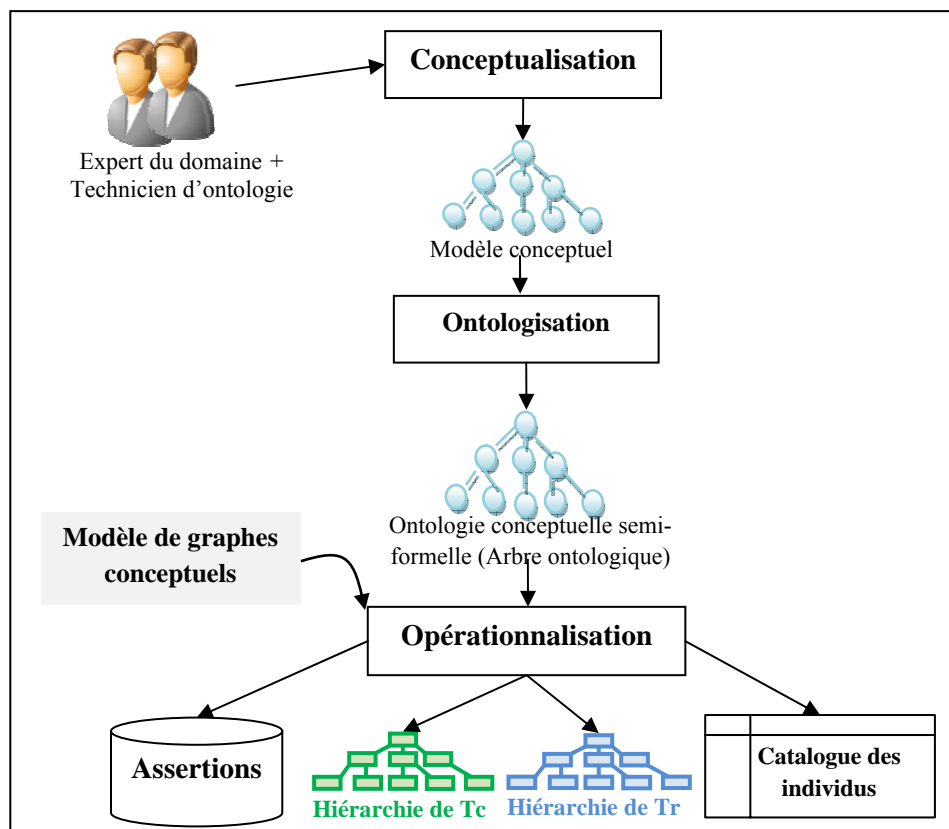 Conceptualisation
Expert du domaine +
Technicien d’ontologie
Modèle conceptuel
Ontologisation
Ontologie conceptuelle semi-
formelle (Arbre ontologique)
Modèle de graphes
conceptuels
Opérationnalisation
Assertions
Hiérarchie de Tc
Hiérarchie de Tr
Catalogue des
individus